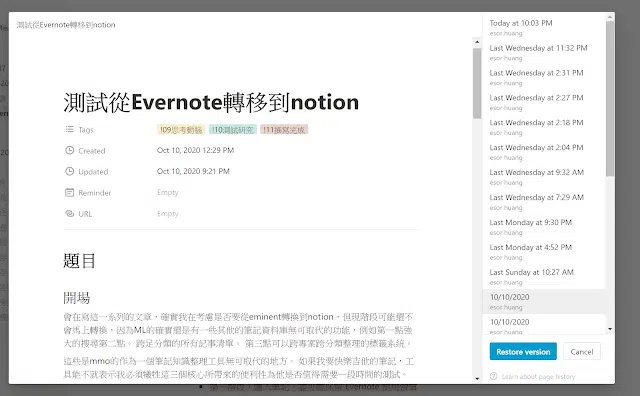 測試從Evernote轉移到notion
測試從Evernote轉移到notion
Tags !09思考動腦 !10測試研究 !11撰寫完成
Created Oct 10, 2020 12:29 PM
Updated Oct 10, 2020 9:21 PM
Reminder Empty
URL Empty
題目
開場
會在寫這一系列的文章，確實我在考慮是否要從eminent轉換到notion，但現階段可能還不
會馬上轉換，因為ML的確還是有一些其他的筆記資料庫無可取代的功能，例如第一點強
大的搜尋第二點。 跨足分類的所有記事清單。 第三點可以跨專案跨分類整理的標籤系統，
這些是mmo的作為一個筆記知識整理工具無可取代的地方。 如果我要快樂吉他的筆記，工
具能不就表示我必須犧牲這三個核心所帶來的便利性為他是否值得需要一段時間的測試。
Today at 10:03 PM
esor huang
Last Wednesday at 11:32 PM
esor huang
Last Wednesday at 2:31 PM
esor huang
Last Wednesday at 2:27 PM
esor huang
Last Wednesday at 2:18 PM
esor huang
Last Wednesday at 2:04 PM
esor huang
Last Wednesday at 9:32 AM
esor huang
Last Wednesday at 7:29 AM
esor huang
Last Monday at 9:30 PM
esor huang
Last Monday at 4:52 PM
esor huang
Last Sunday at 10:27 AM
esor huang
10/10/2020
esor huang
10/10/2020
esor huang
Restore version Cancel
Learn about page history